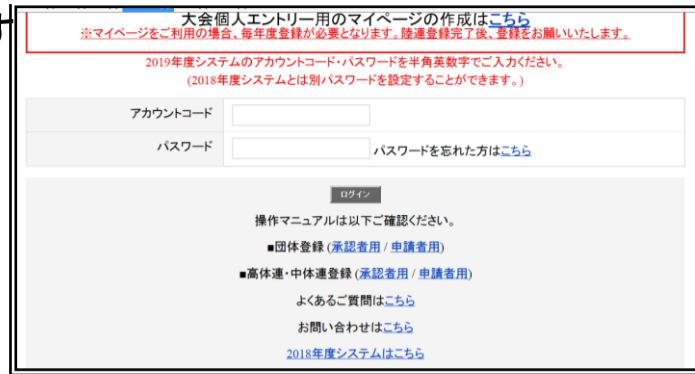 大会個人エントリー用のマイページの作成はこちら
※マイページをご利用の場合、毎年度登録が必要となります。陸連登録完了後、登録をお願いいたします。
2019年度システムのアカウントコード・パスワードを半角英数字でご入力ください。
(2018年度システムとは別パスワードを設定することができます。)
アカウントコード
パスワード パスワードを忘れた方はこちら
ログイン
操作マニュアルは以下ご確認ください。
■団体登録 (承認者用 / 申請者用)
■高体連・中体連登録 (承認者用 / 申請者用)
よくあるご質問はこちら
お問い合わせはこちら
2018年度システムはこちら